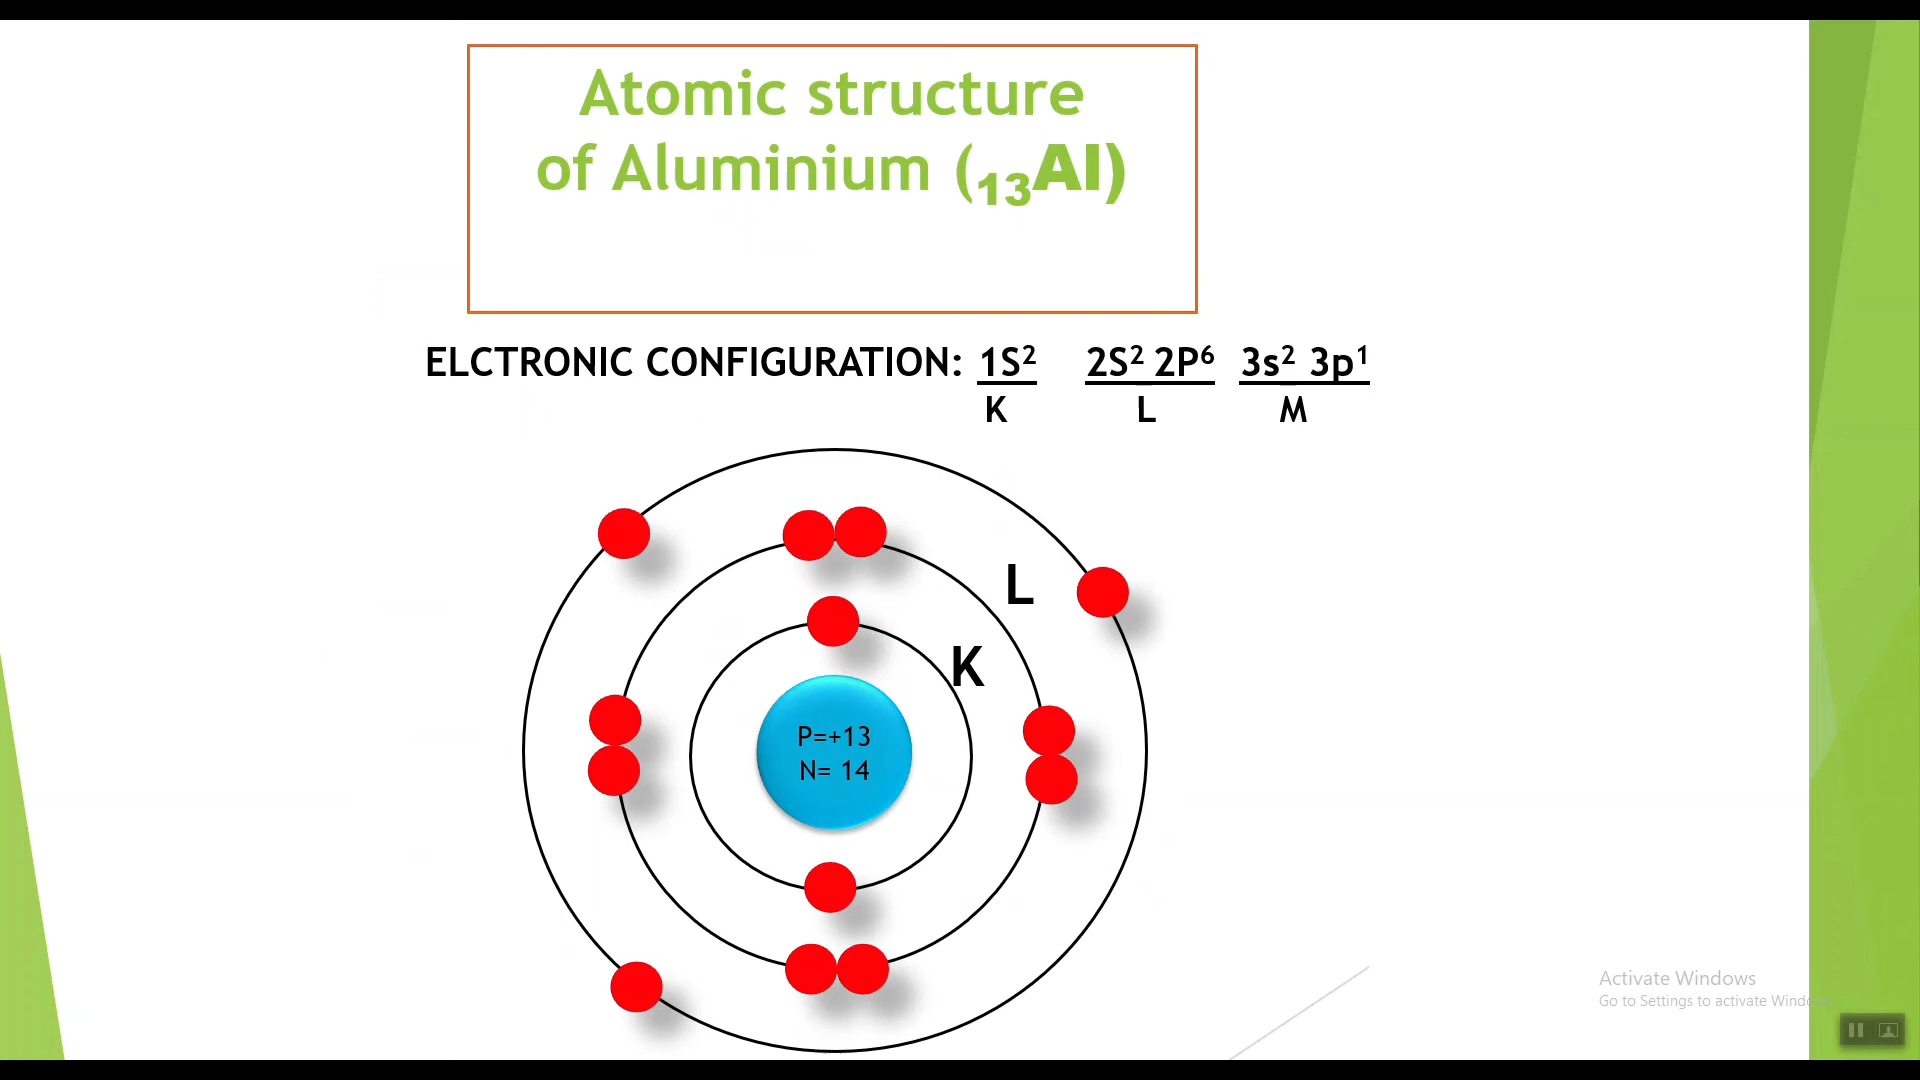 Atomic structure
of Aluminium (₁₃Al)
ELCTRONIC CONFIGURATION: 1S² 2S² 2P⁶ 3s² 3p¹
K L M
L
K
P=+13
N= 14
Activate Windows
Go to Settings to activate Windows